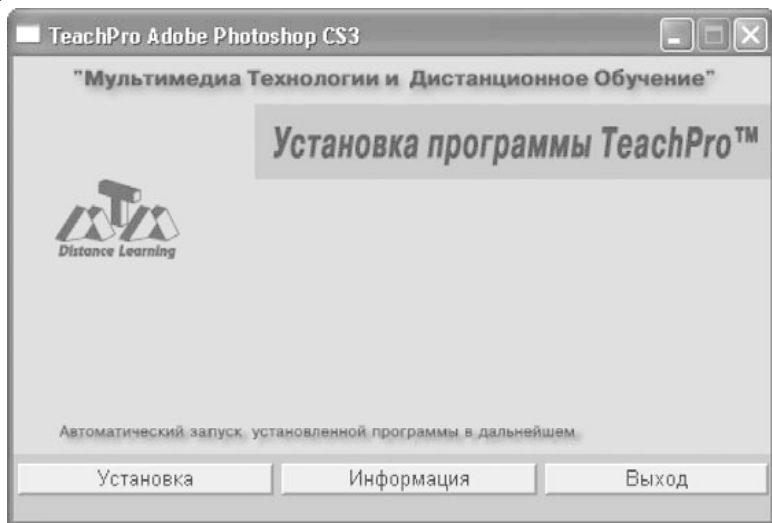 TeachPro Adobe Photoshop CS3
"Мультимедиа Технологии и Дистанционное Обучение"
Установка программы TeachPro™
Distance Learning
Автоматический запуск установленной программы в дальнейшем
Установка Информация Выход